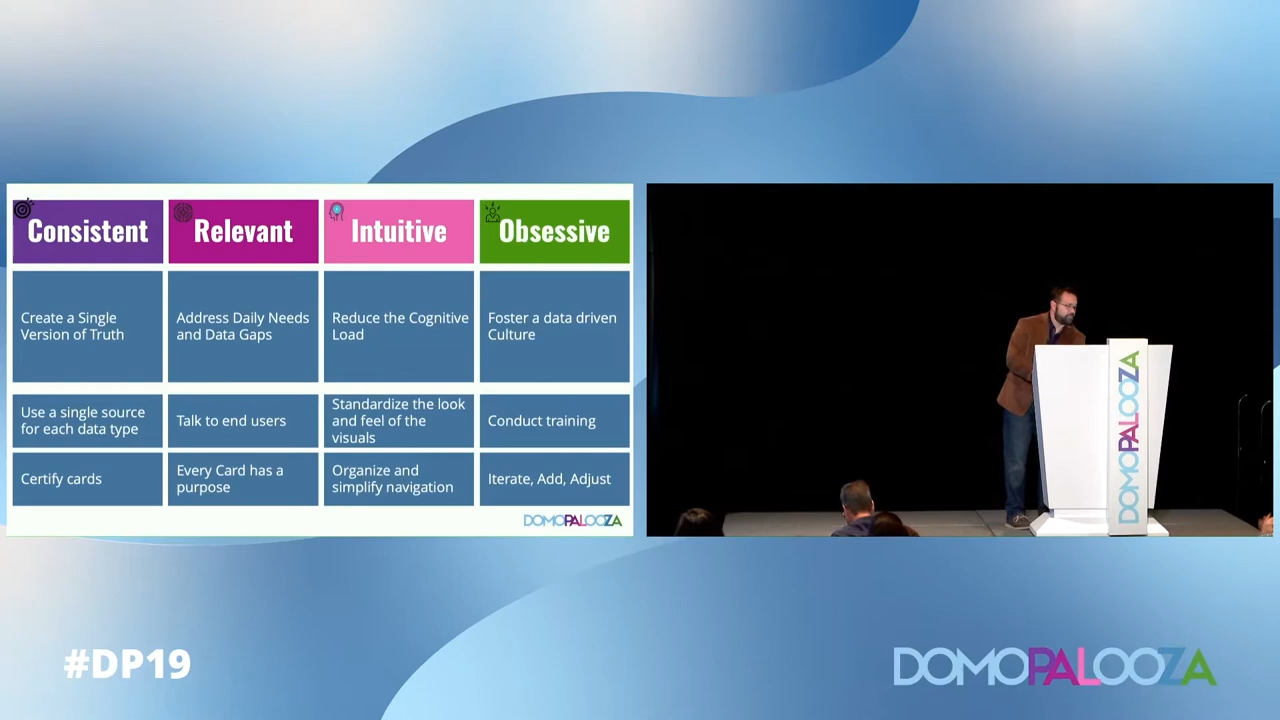 Consistent
Relevant
Intuitive
Obsessive
Create a Single
Version of Truth
Address Daily Needs
and Data Gaps
Reduce the Cognitive
Load
Foster a data driven
Culture
Use a single source
for each data type
Talk to end users
Standardize the look
and feel of the
visuals
Conduct training
Certify cards
Every Card has a
purpose
Organize and
simplify navigation
Iterate, Add, Adjust
DOMOPALOOZA
DOMOPALOOZA
#DP19
DOMOPALOOZA